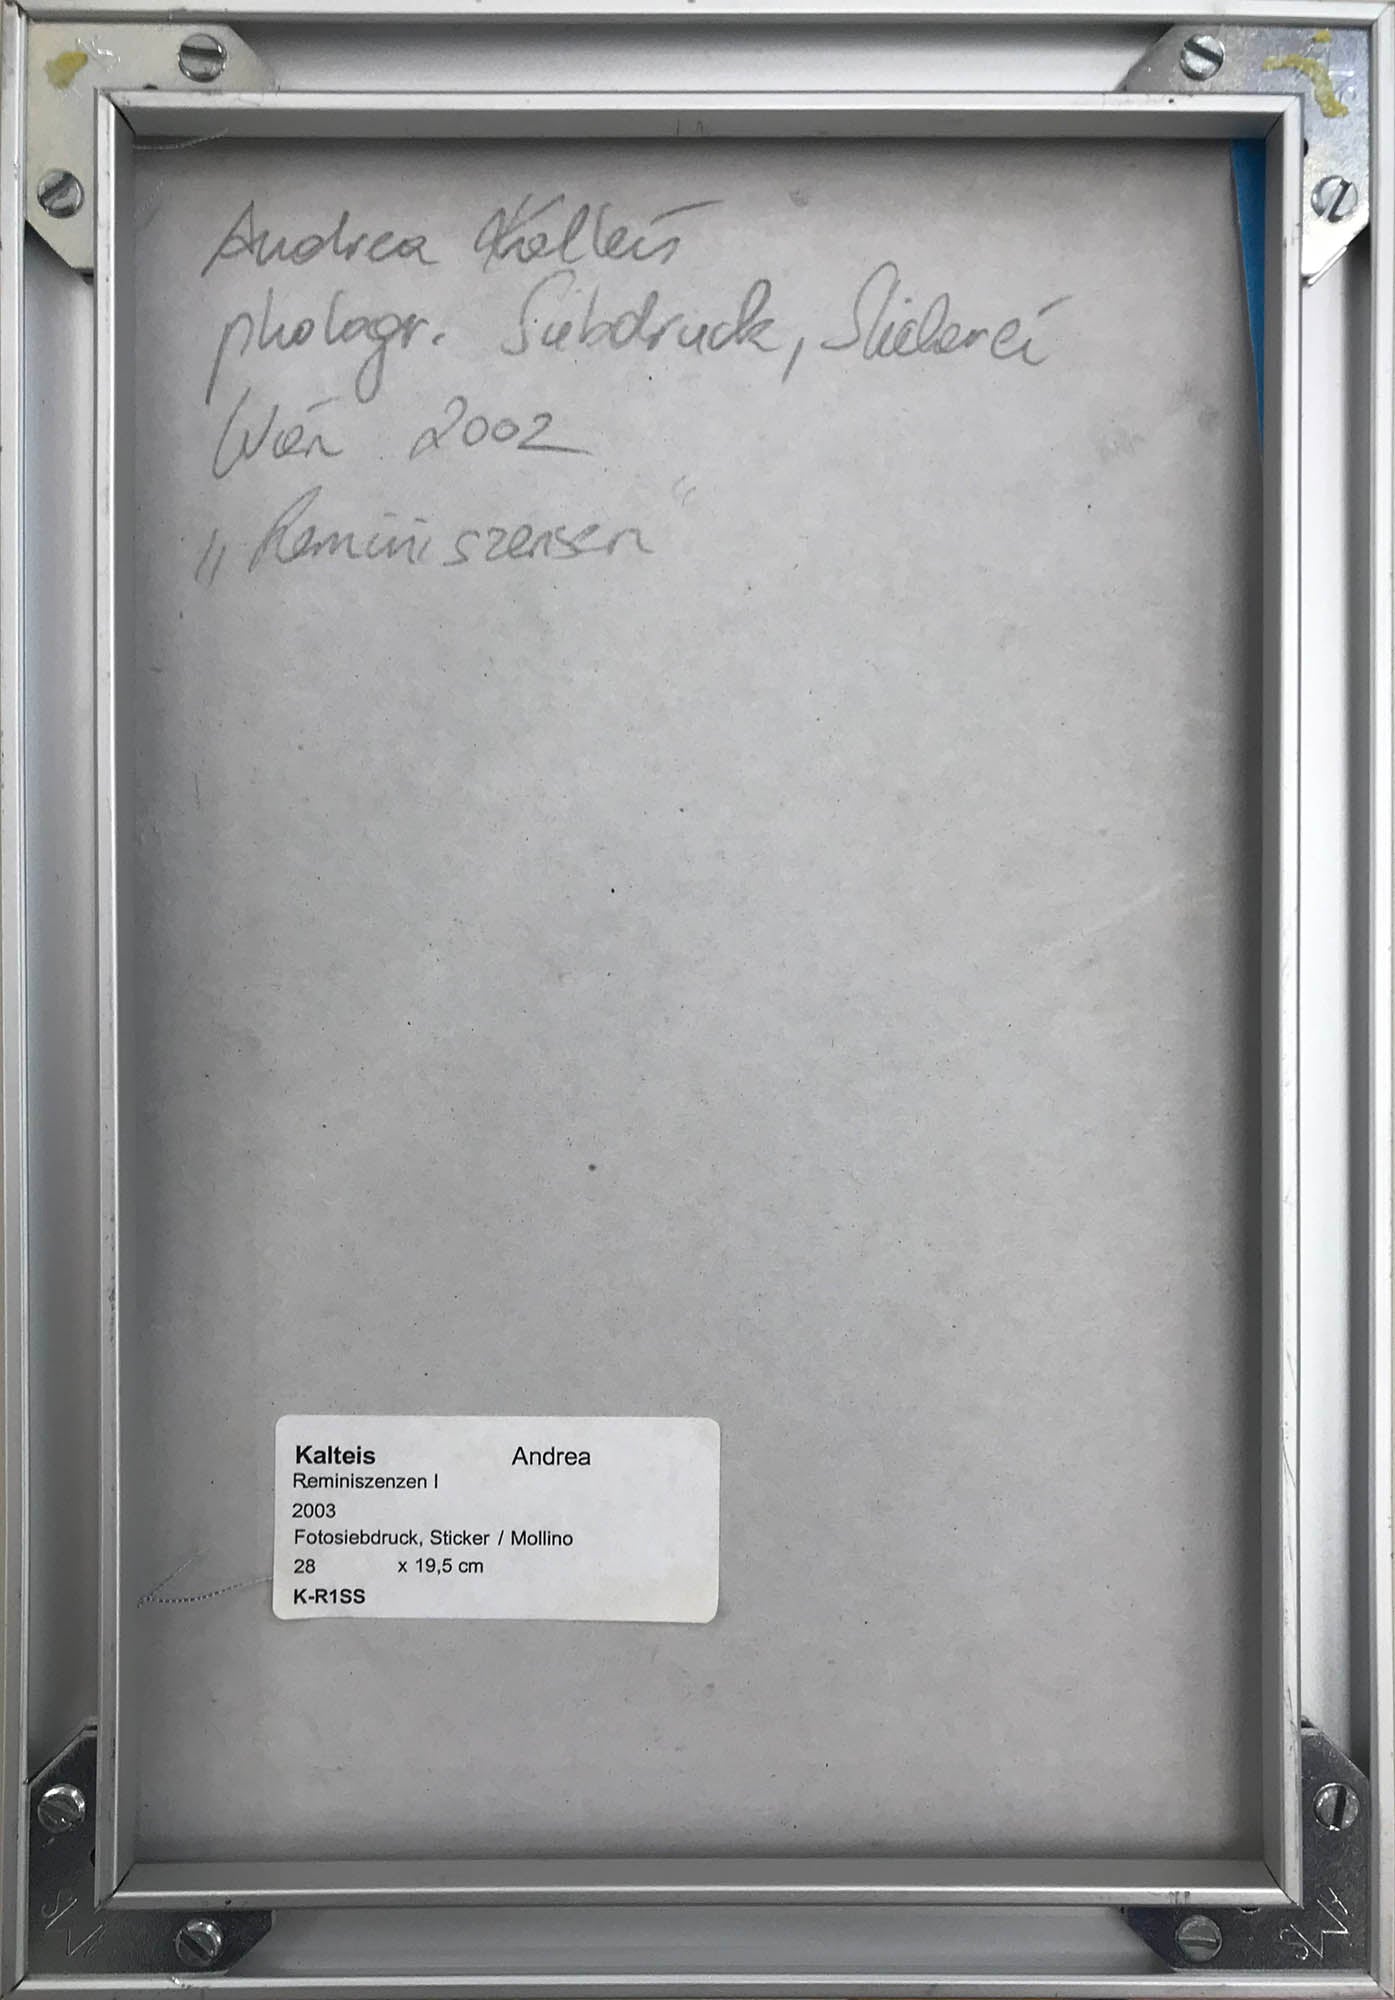 Andrea Kalteis
photogr. Siebdruck, Stickerei
Wien 2002
„Reminiszensen“
Kalteis Andrea
Reminiszenzen I
2003
Fotosiebdruck, Sticker / Mollino
28 x 19,5 cm
K-R1SS